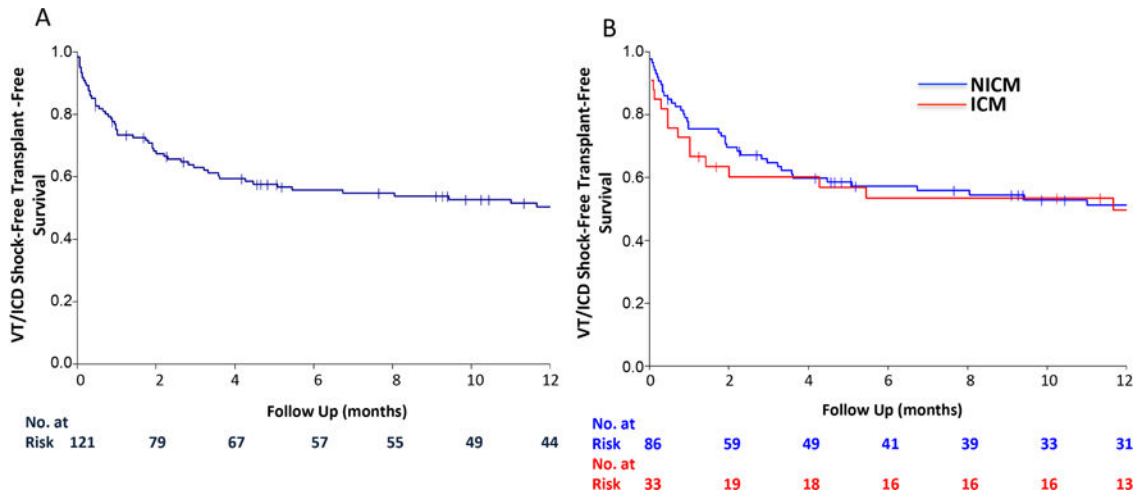 A
VT/ICD Shock-Free Transplant -Free
Survival
1.0
0.8
0.6
0.4
0.2
0.0
0 2 4 6 8 10 12
Follow Up (months)
No. at
Risk 121 79 67 57 55 49 44
B
VT/ICD Shock-Free Transplant-Free
Survival
1.0
0.8
0.6
0.4
0.2
0.0
NICM
ICM
0 2 4 6 8 10 12
Follow Up (months)
No. at
Risk 86 59 49 41 39 33 31
No. at
Risk 33 19 18 16 16 16 13